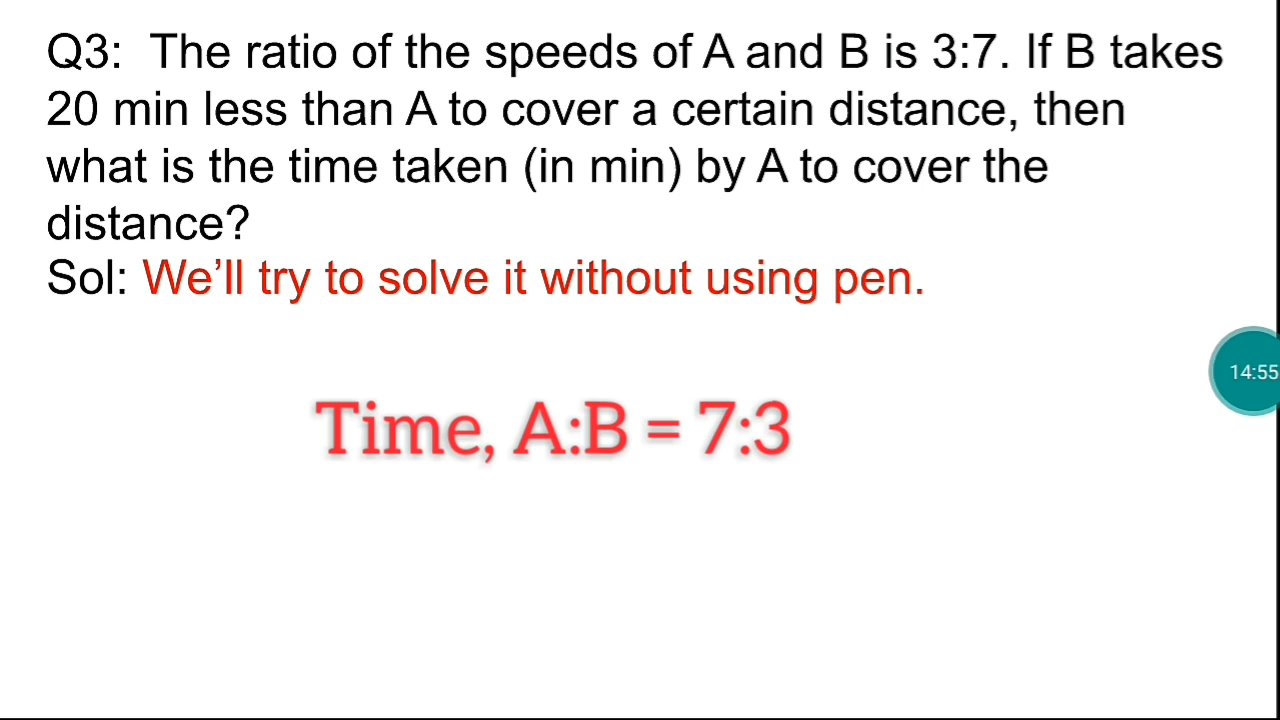 Q3: The ratio of the speeds of A and B is 3:7. If B takes
20 min less than A to cover a certain distance, then
what is the time taken (in min) by A to cover the
distance?
Sol: We’ll try to solve it without using pen.
14:55
Time, A:B = 7:3